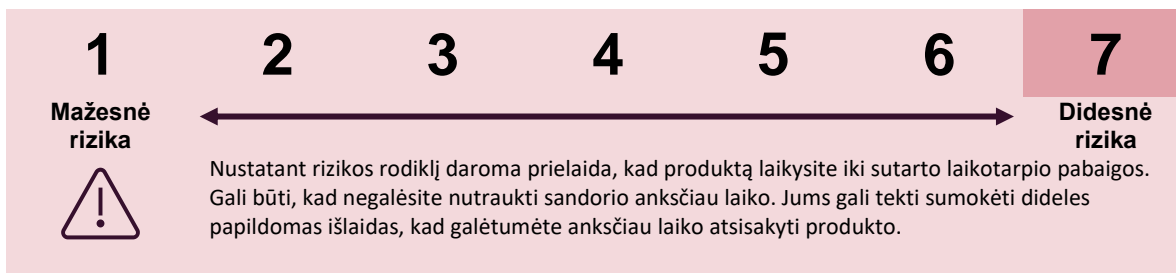 1 2 3 4 5 6 7
Mažesnė
rizika
Didesnė
rizika
Nustatant rizikos rodiklį daroma prielaida, kad produktą laikysite iki sutarto laikotarpio pabaigos.
Gali būti, kad negalėsite nutraukti sandorio anksčiau laiko. Jums gali tekti sumokėti dideles
papildomas išlaidas, kad galėtumėte anksčiau laiko atsisakyti produkto.